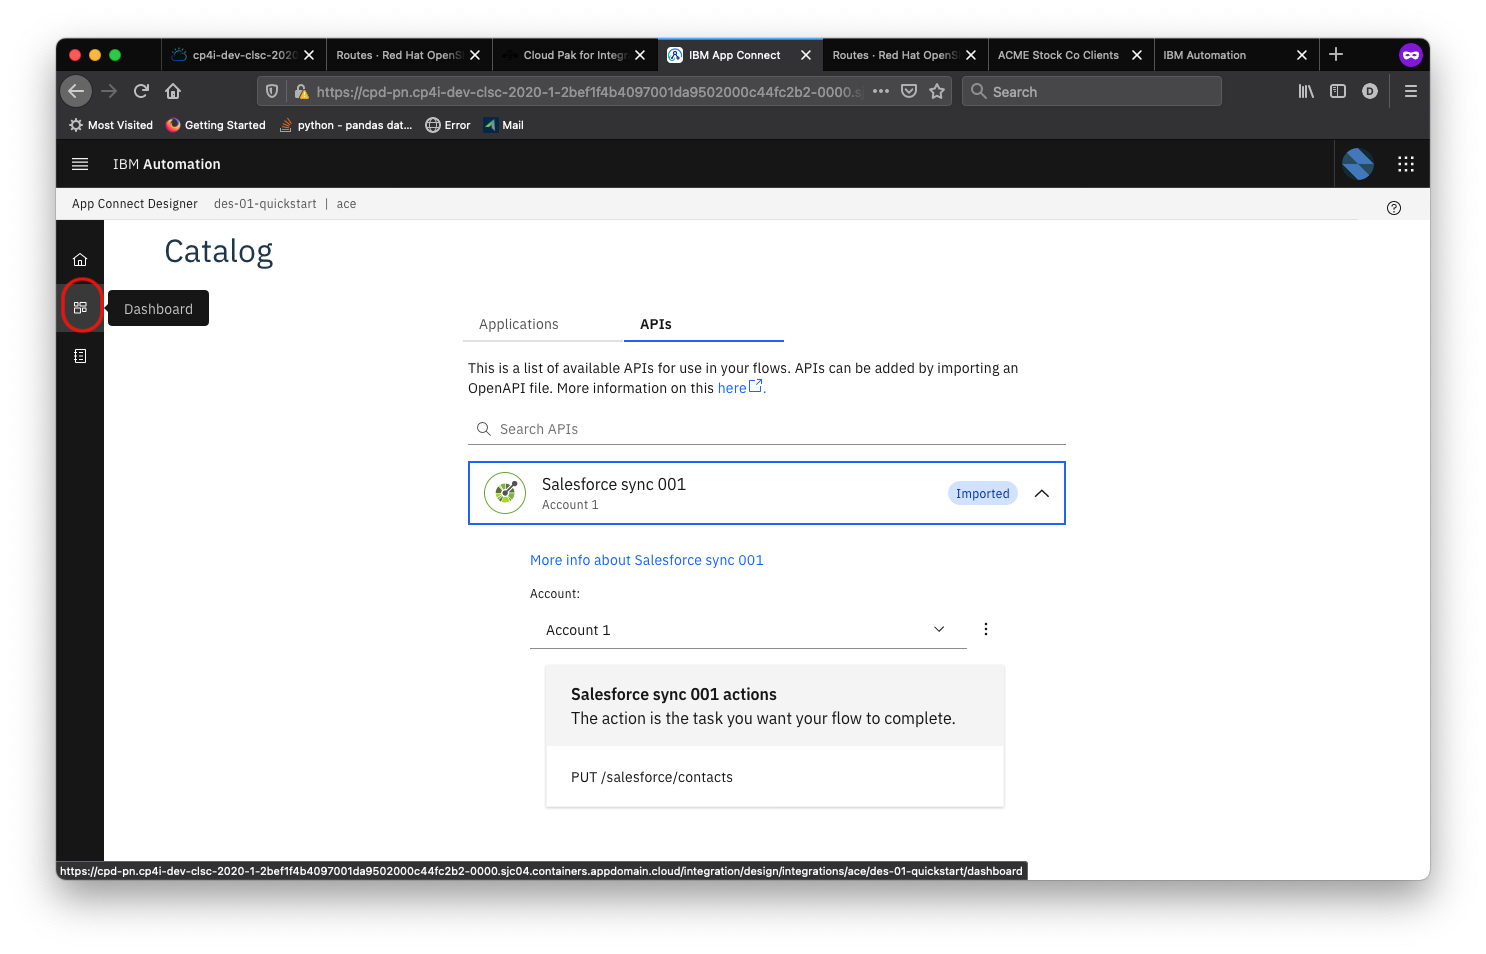 cp4i-dev-clsc-2020
Routes · Red Hat OpenS
Cloud Pak for Integr
IBM App Connect
Routes · Red Hat OpenS
ACME Stock Co Clients
IBM Automation
https://cpd-pn.cp4i-dev-clsc-2020-1-2bef1f4b4097001da9502000c44fc2b2-0000.s
Search
D
Most Visited
Getting Started
python - pandas dat...
Error
Mail
IBM Automation
App Connect Designer
des-01-quickstart | ace
Catalog
Dashboard
Applications
APIs
This is a list of available APIs for use in your flows. APIs can be added by importing an
OpenAPI file. More information on this here.
Search APIs
Salesforce sync 001
Account 1
Imported
More info about Salesforce sync 001
Account:
Account 1
Salesforce sync 001 actions
The action is the task you want your flow to complete.
PUT /salesforce/contacts
https://cpd-pn.cp4i-dev-clsc-2020-1-2bef1f4b4097001da9502000c44fc2b2-0000.sjc04.containers.appdomain.cloud/integration/design/integrations/ace/des-01-quickstart/dashboard